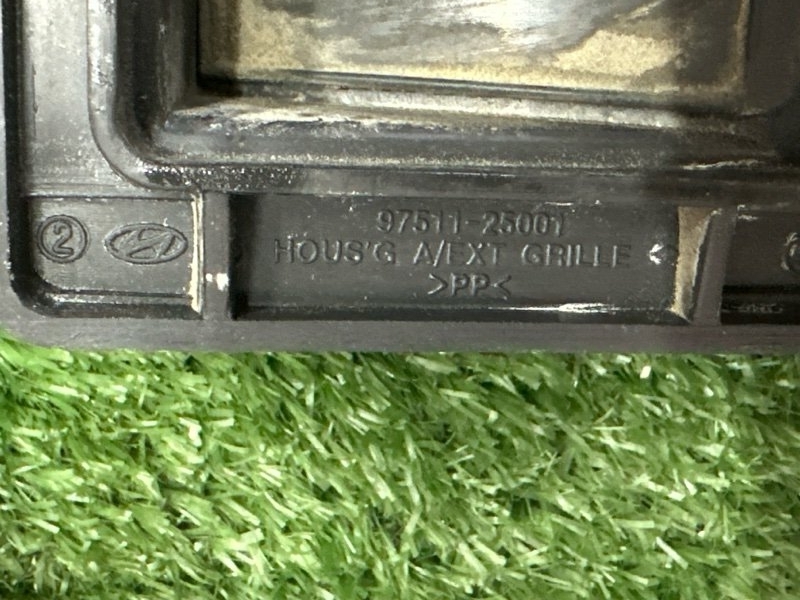 2
97511-25001
HOUS'G A/EXT GRILLE
>PP<